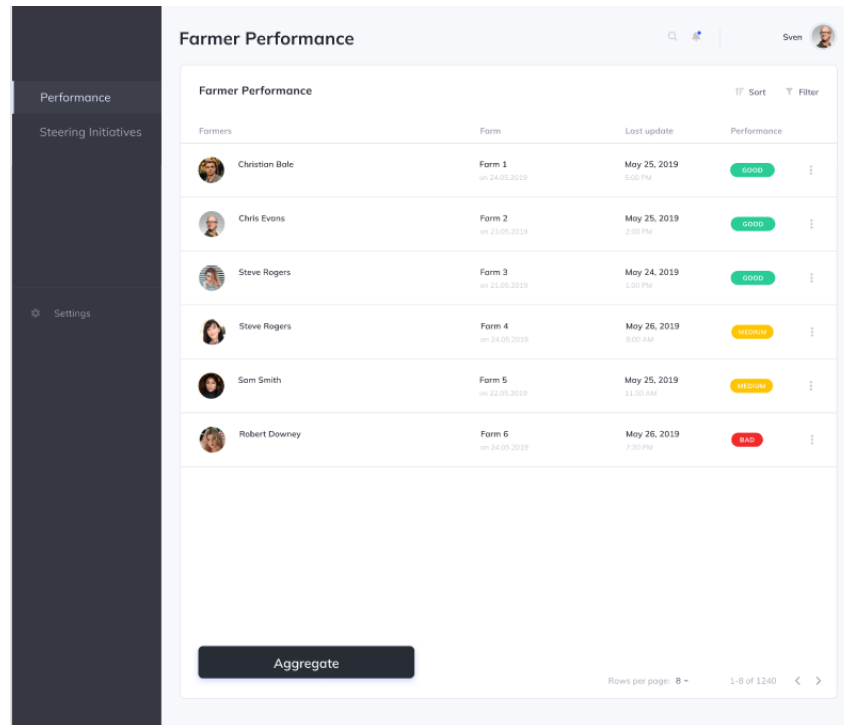 Farmer Performance
Sven
Performance
Steering Initiatives
Settings
Farmer Performance
Sort Filter
Farmers Farm Last update Performance
Christian Bale Farm 1 May 25, 2019 GOOD
on 24.05.2019 5:00 PM
Chris Evans Farm 2 May 25, 2019 GOOD
on 23.05.2019 2:00 PM
Steve Rogers Farm 3 May 24, 2019 GOOD
on 21.05.2019 1:00 PM
Steve Rogers Farm 4 May 26, 2019 MEDIUM
on 24.05.2019 9:00 AM
Sam Smith Farm 5 May 25, 2019 MEDIUM
on 22.05.2019 11:30 AM
Robert Downey Farm 6 May 26, 2019 BAD
on 24.05.2019 7:30 PM
Aggregate
Rows per page: 8 1-8 of 1240